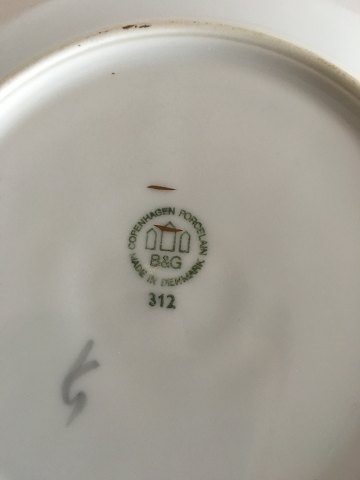 COPENHAGEN PORCELAIN
B&G
MADE IN DENMARK
312